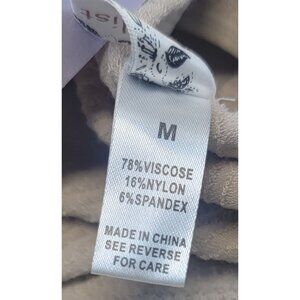 M
78%VISCOSE
16%NYLON
6%SPANDEX
MADE IN CHINA
SEE REVERSE
FOR CARE